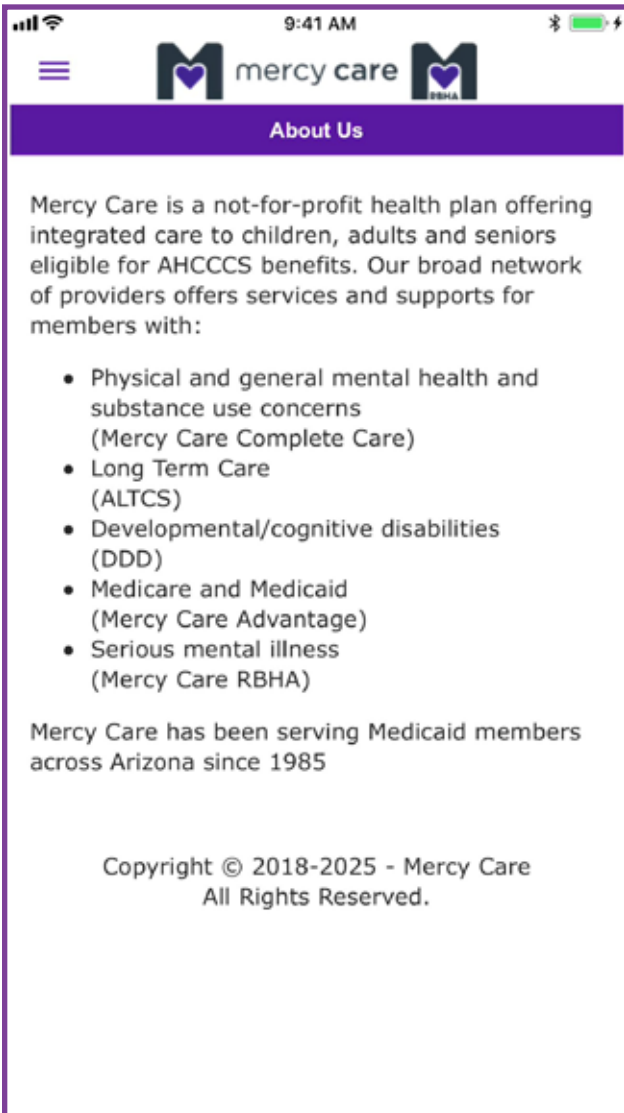 9:41 AM
mercy care
RBHA
About Us
Mercy Care is a not-for-profit health plan offering
integrated care to children, adults and seniors
eligible for AHCCCS benefits. Our broad network
of providers offers services and supports for
members with:
• Physical and general mental health and
substance use concerns
(Mercy Care Complete Care)
• Long Term Care
(ALTCS)
• Developmental/cognitive disabilities
(DDD)
• Medicare and Medicaid
(Mercy Care Advantage)
• Serious mental illness
(Mercy Care RBHA)
Mercy Care has been serving Medicaid members
across Arizona since 1985
Copyright © 2018-2025 - Mercy Care
All Rights Reserved.